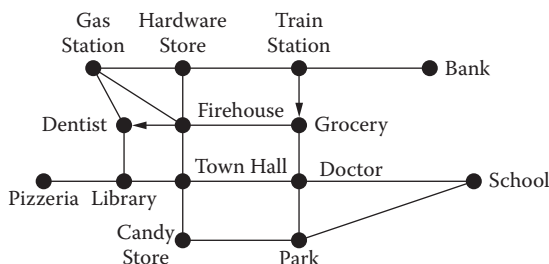 Gas Station
Hardware Store
Train Station
Bank
Dentist
Firehouse
Grocery
Town Hall
Doctor
School
Pizzeria
Library
Candy Store
Park